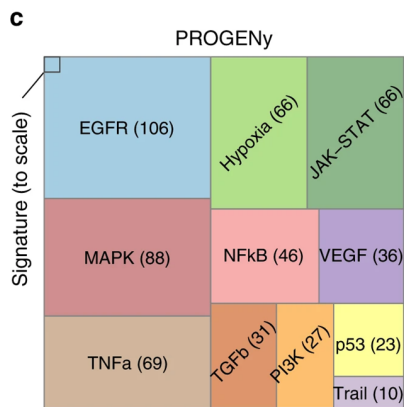 c
PROGENy
Signature (to scale)
EGFR (106)
Hypoxia (66)
JAK−STAT (66)
MAPK (88)
NFkB (46)
VEGF (36)
TNFa (69)
TGFb (31)
PI3K (27)
p53 (23)
Trail (10)